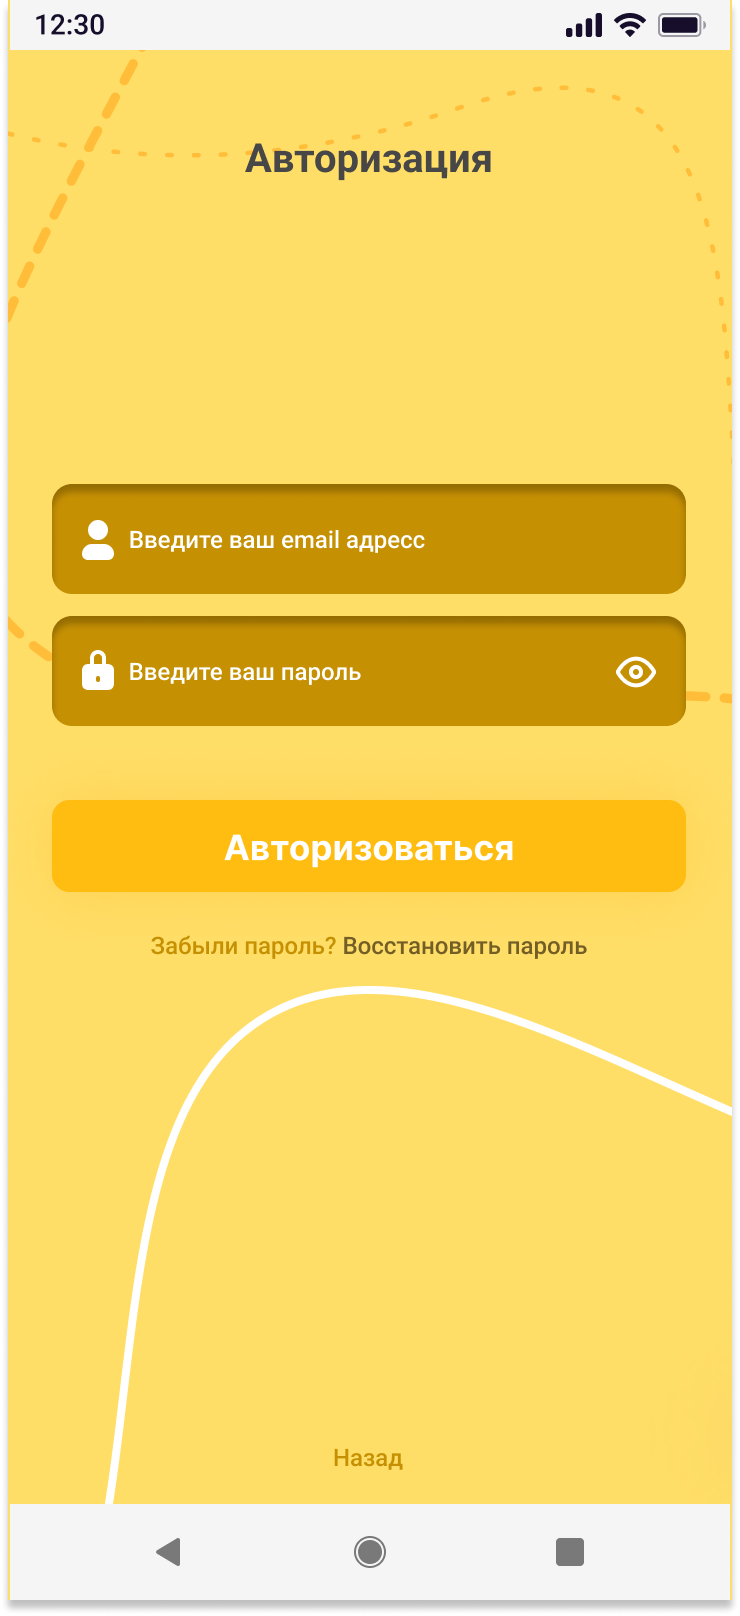 12:30
Авторизация
Введите ваш email адресс
Введите ваш пароль
Авторизоваться
Забыли пароль? Восстановить пароль
Назад